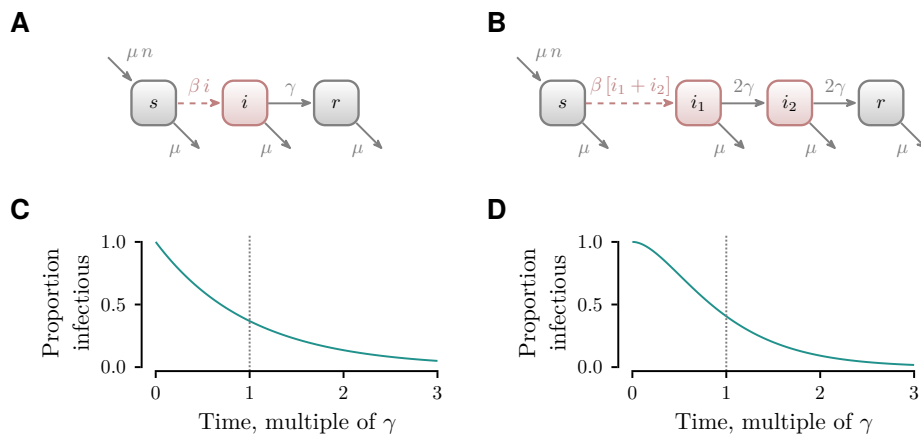 A
μ n
s
β i
i
γ
r
μ
μ
μ
B
μ n
s
β [i₁ + i₂]
i₁
2γ
i₂
2γ
r
μ
μ
μ
μ
C
Proportion
infectious
1.0
0.5
0.0
0
1
2
3
Time, multiple of γ
D
Proportion
infectious
1.0
0.5
0.0
0
1
2
3
Time, multiple of γ